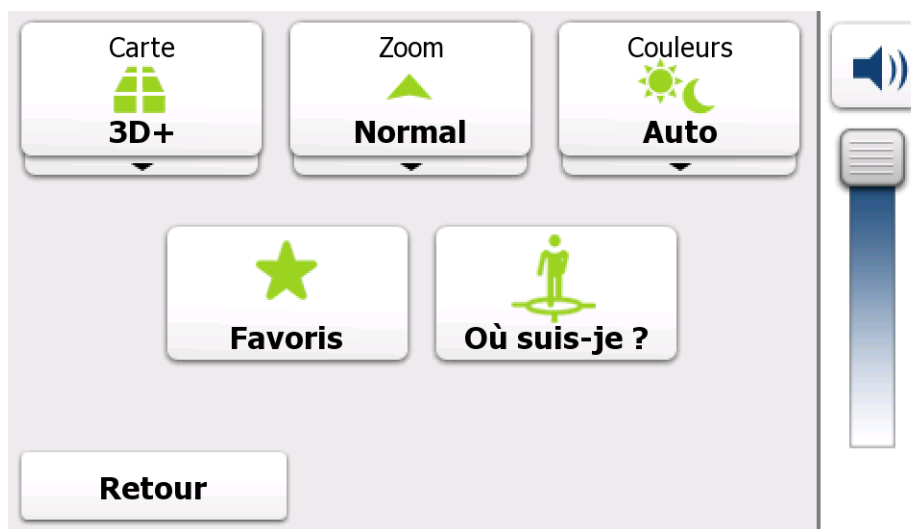 Carte
3D+
Zoom
Normal
Couleurs
Auto
Favoris
Où suis-je ?
Retour